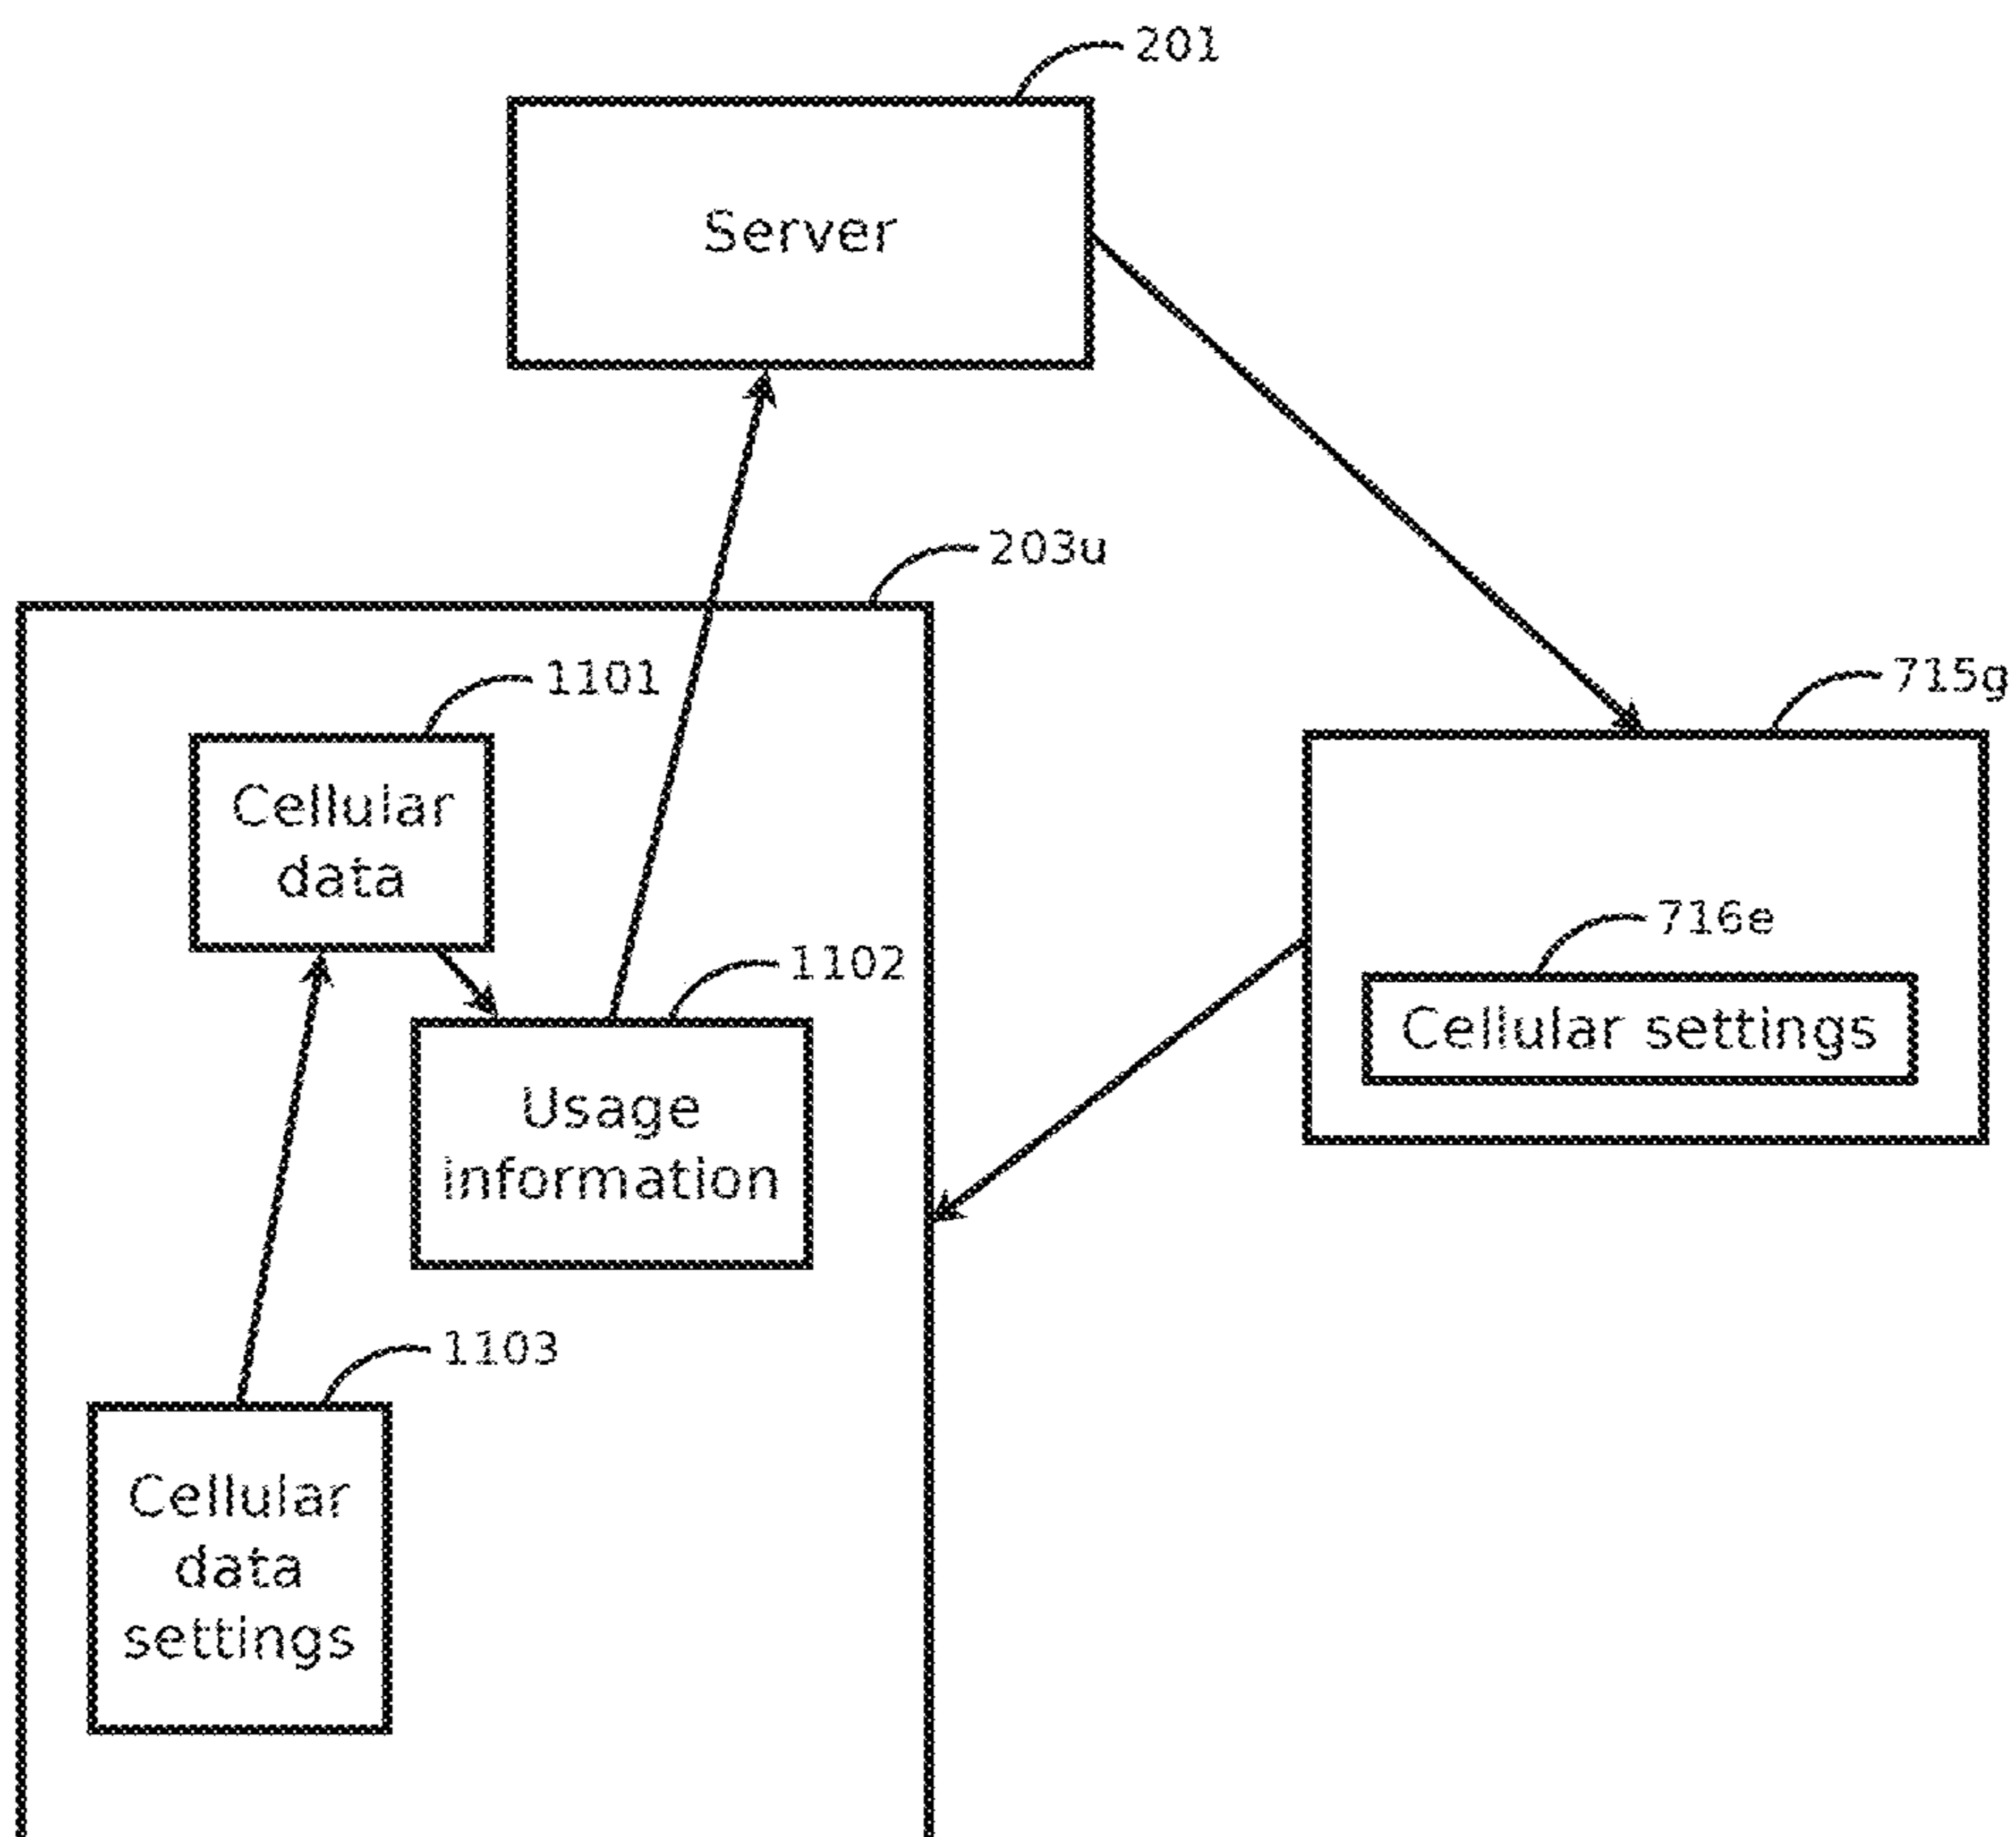 201
Server
203u
1101
Cellular
data
715g
716e
Cellular settings
1102
Usage
information
1103
Cellular
data
settings